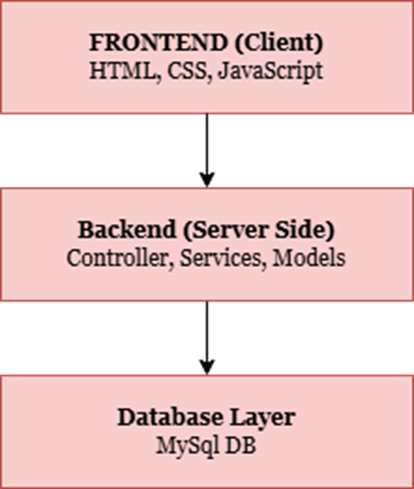 FRONTEND (Client)
HTML, CSS, JavaScript
Backend (Server Side)
Controller, Services, Models
Database Layer
MySql DB